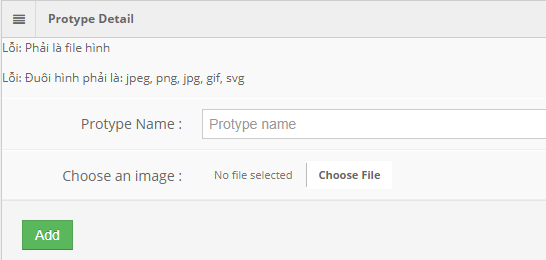 Protype Detail
Lỗi: Phải là file hình
Lỗi: Đuôi hình phải là: jpeg, png, jpg, gif, svg
Protype Name : Protype name
Choose an image : No file selected Choose File
Add